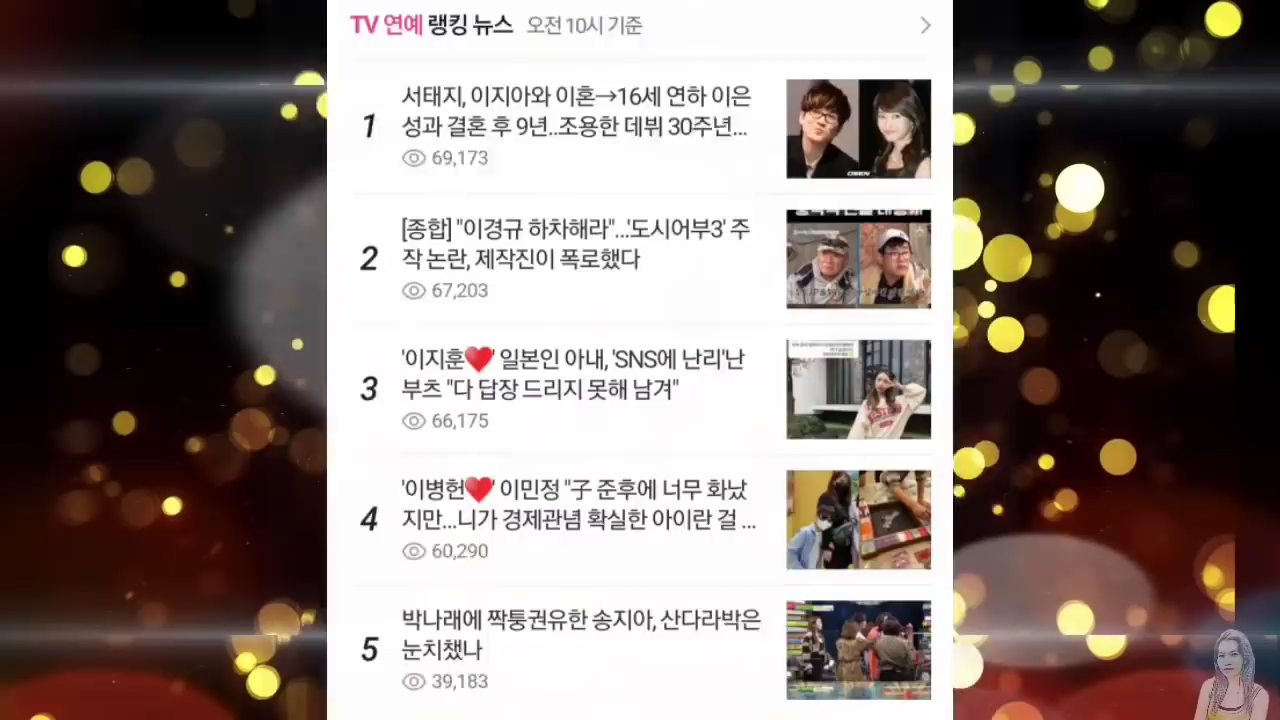 TV 연예 랭킹 뉴스 오전 10시 기준
1
서태지, 이지아와 이혼→16세 연하 이은
성과 결혼 후 9년..조용한 데뷔 30주년...
69,173
2
[종합] "이경규 하차해라"...'도시어부3' 주
작 논란, 제작진이 폭로했다
67,203
3
'이지훈♥' 일본인 아내, 'SNS에 난리'난
부츠 "다 답장 드리지 못해 남겨"
66,175
4
'이병헌♥' 이민정 "子 준후에 너무 화났
지만...니가 경제관념 확실한 아이란 걸 ...
60,290
5
박나래에 짝퉁권유한 송지아, 산다라박은
눈치챘나
39,183